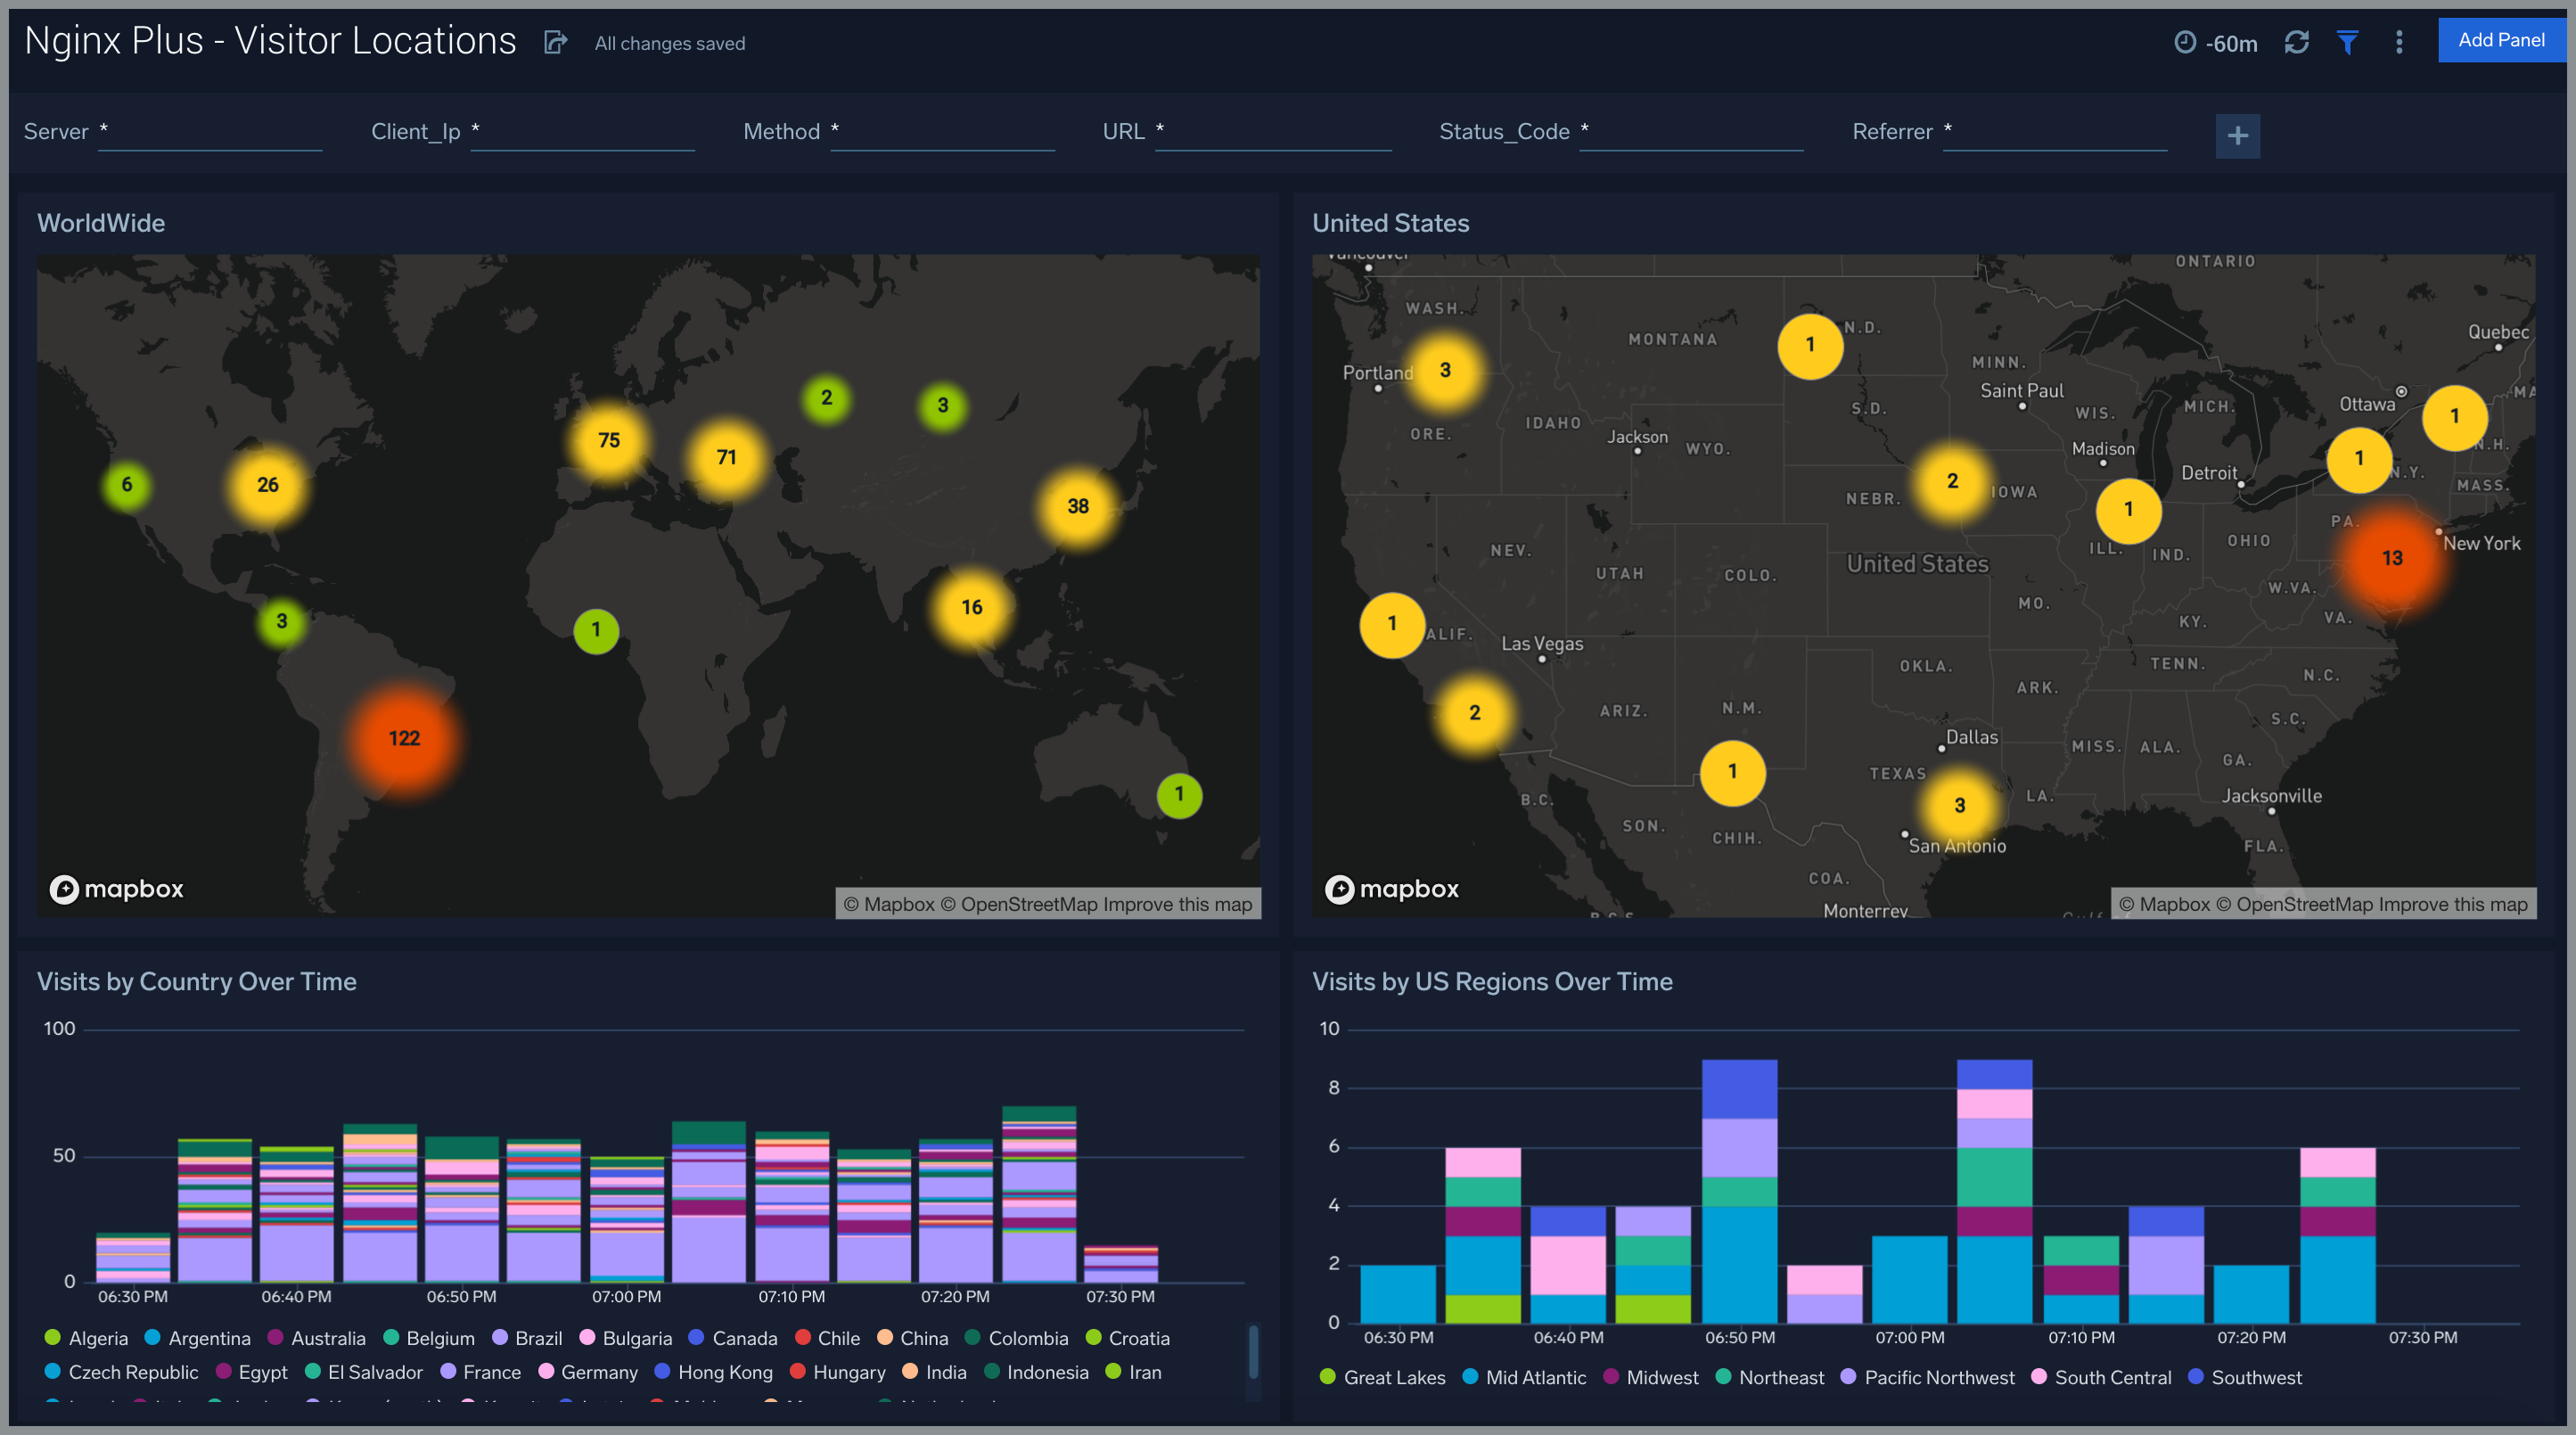 Nginx Plus - Visitor Locations
All changes saved
-60m
Add Panel
Server *
Client_Ip *
Method *
URL *
Status_Code *
Referrer *
+
WorldWide
6
26
75
71
2
3
38
16
3
1
122
1
mapbox
© Mapbox © OpenStreetMap Improve this map
United States
Vancouver
ONTARIO
WASH.
N.D.
MONTANA
Quebec
1
3
Portland
MINN.
Saint Paul
Ottawa
MA
S.D.
WIS.
MICH.
1
ORE.
IDAHO
Jackson
WYO.
Madison
N.H.
1
N.Y.
Detroit
MASS.
2
NEBR.
IOWA
1
PA.
New York
NEV.
ILL.
IND.
OHIO
13
United States
UTAH
COLO.
W.VA.
MO.
VA.
1
ALIF.
KY.
Las Vegas
OKLA.
TENN.
N.C.
ARK.
2
ARIZ.
N.M.
S.C.
Dallas
MISS.
ALA.
GA.
1
TEXAS
B.C.
3
LA.
Jacksonville
SON.
CHIH.
San Antonio
FLA.
COA.
Monterrey
B.C.S.
mapbox
© Mapbox © OpenStreetMap Improve this map
Visits by Country Over Time
100
50
0
06:30 PM 06:40 PM 06:50 PM 07:00 PM 07:10 PM 07:20 PM 07:30 PM
Algeria Argentina Australia Belgium Brazil Bulgaria Canada Chile China Colombia Croatia
Czech Republic Egypt El Salvador France Germany Hong Kong Hungary India Indonesia Iran
Visits by US Regions Over Time
10
8
6
4
2
0
06:30 PM 06:40 PM 06:50 PM 07:00 PM 07:10 PM 07:20 PM 07:30 PM
Great Lakes Mid Atlantic Midwest Northeast Pacific Northwest South Central Southwest